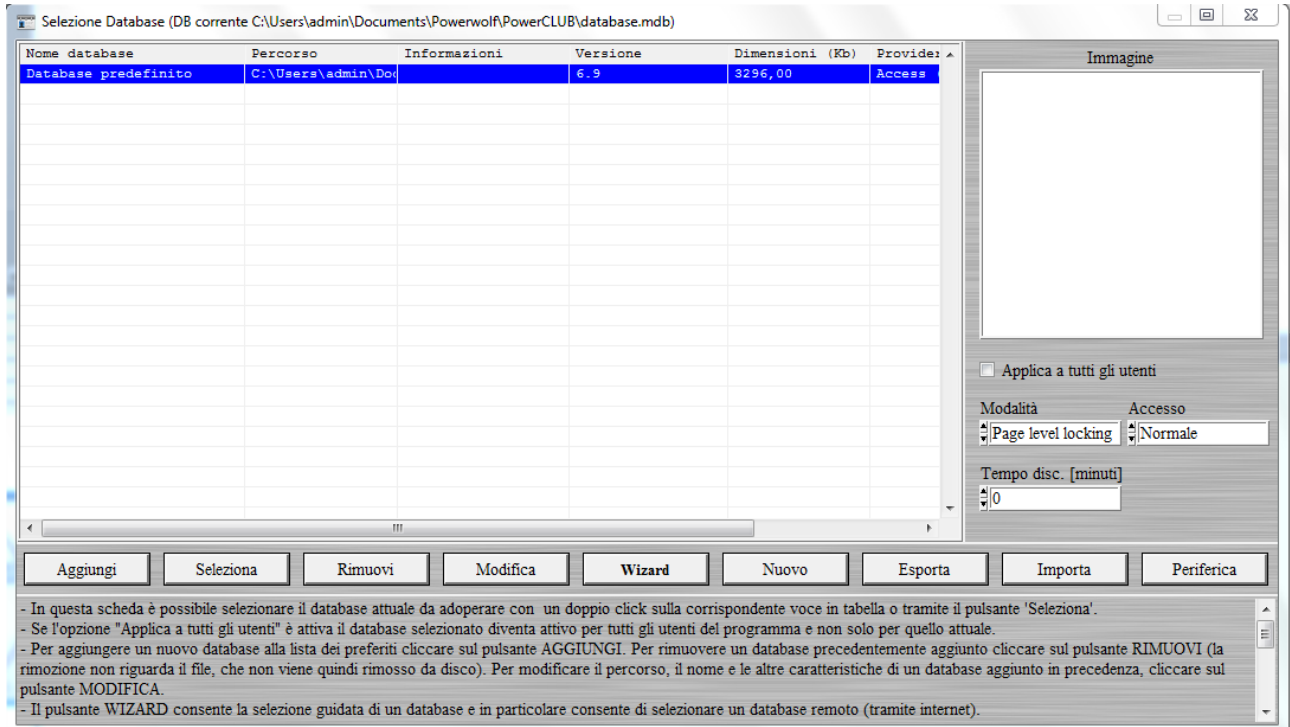 Selezione Database (DB corrente C:\Users\admin\Documents\Powerwolf\PowerCLUB\database.mdb)
Nome database Percorso Informazioni Versione Dimensioni (Kb) Provider
Database predefinito C:\Users\admin\Doc 6.9 3296,00 Access (
Immagine
Applica a tutti gli utenti
Modalità Accesso
Page level locking Normale
Tempo disc. [minuti]
0
Aggiungi Seleziona Rimuovi Modifica Wizard Nuovo Esporta Importa Periferica
- In questa scheda è possibile selezionare il database attuale da adoperare con un doppio click sulla corrispondente voce in tabella o tramite il pulsante 'Seleziona'.
- Se l'opzione "Applica a tutti gli utenti" è attiva il database selezionato diventa attivo per tutti gli utenti del programma e non solo per quello attuale.
- Per aggiungere un nuovo database alla lista dei preferiti cliccare sul pulsante AGGIUNGI. Per rimuovere un database precedentemente aggiunto cliccare sul pulsante RIMUOVI (la
rimozione non riguarda il file, che non viene quindi rimosso da disco). Per modificare il percorso, il nome e le altre caratteristiche di un database aggiunto in precedenza, cliccare sul
pulsante MODIFICA.
- Il pulsante WIZARD consente la selezione guidata di un database e in particolare consente di selezionare un database remoto (tramite internet).